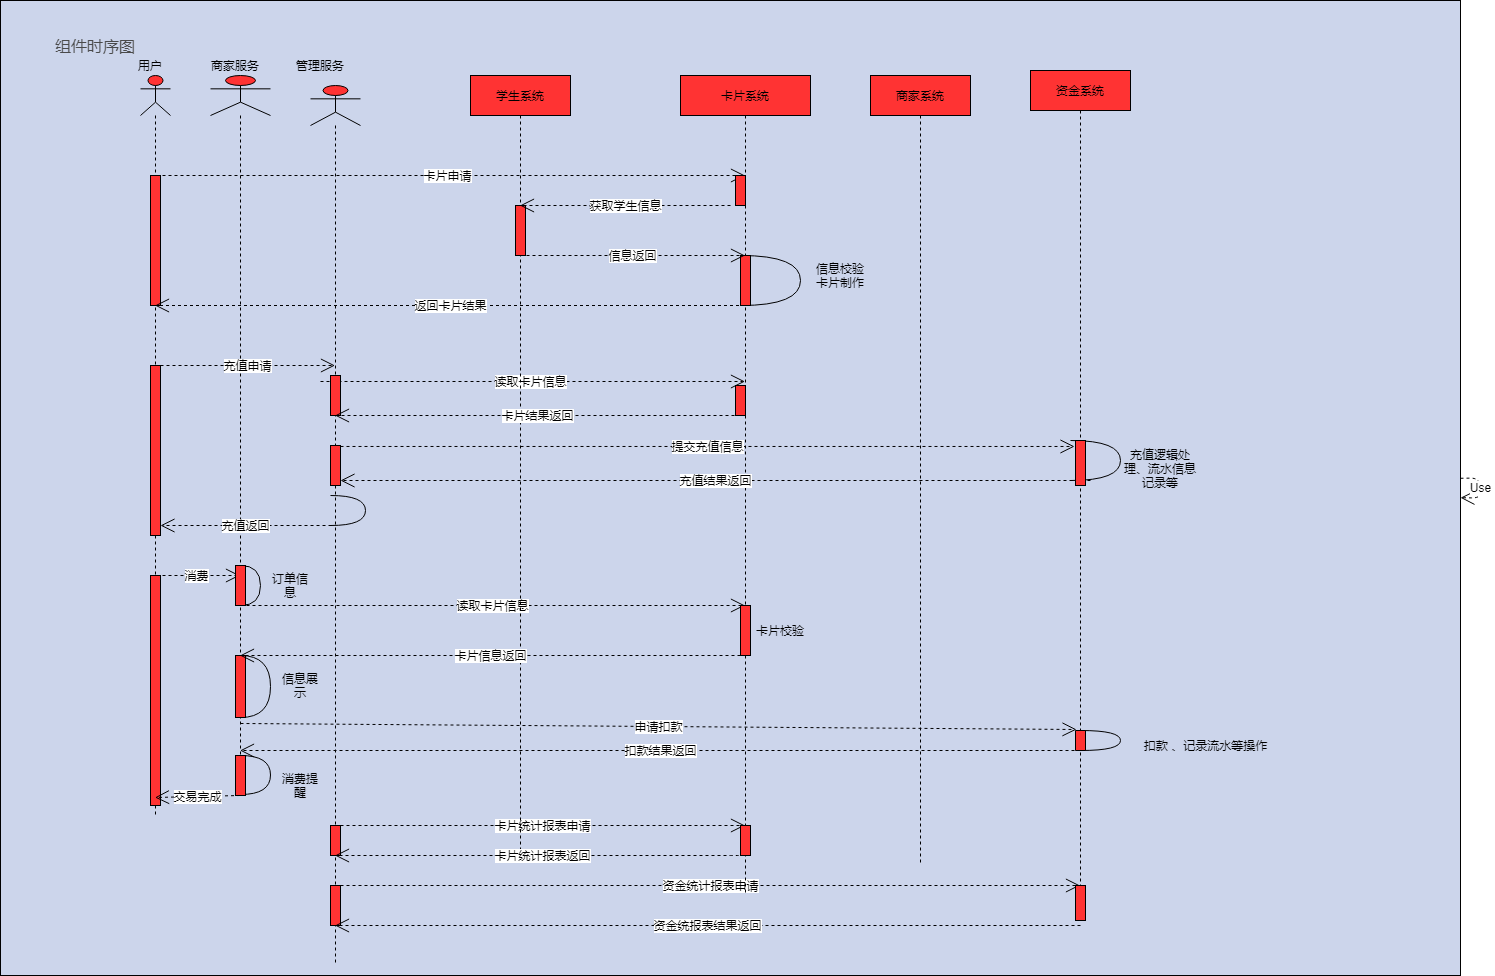 组件时序图
用户
商家服务
管理服务
学生系统
卡片系统
商家系统
资金系统
卡片申请
获取学生信息
信息返回
信息校验
卡片制作
返回卡片结果
充值申请
读取卡片信息
卡片结果返回
提交充值信息
充值逻辑处
理、流水信息
记录等
充值结果返回
Use
充值返回
消费
订单信
息
读取卡片信息
卡片校验
卡片信息返回
信息展
示
申请扣款
扣款结果返回
扣款 、记录流水等操作
消费提
醒
交易完成
卡片统计报表申请
卡片统计报表返回
资金统计报表申请
资金统报表结果返回